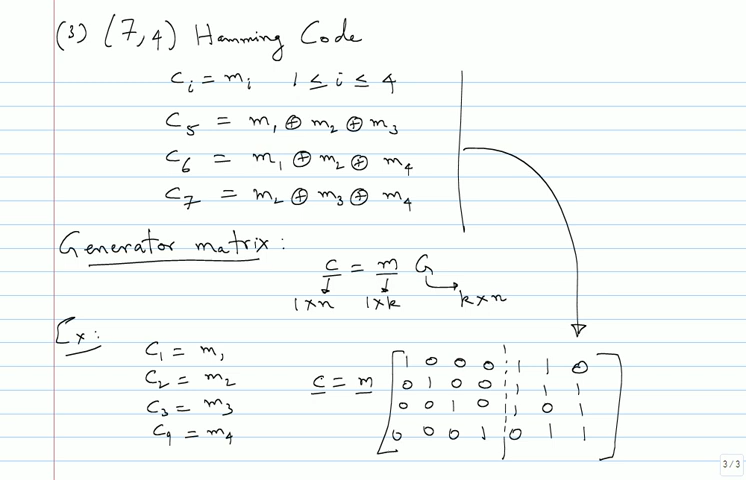 (3) (7,4) Hamming Code
C_i = m_i 1 ≤ i ≤ 4
C_5 = m_1 ⊕ m_2 ⊕ m_3
C_6 = m_1 ⊕ m_2 ⊕ m_4
C_7 = m_2 ⊕ m_3 ⊕ m_4
Generator matrix:
c = m G
1×n 1×k k×n
Ex:
C_1 = m_1
C_2 = m_2
C_3 = m_3
C_4 = m_4
c = m
1 0 0 0 1 1 0
0 1 0 0 1 1 1
0 0 1 0 1 0 1
0 0 0 1 0 1 1
3/3